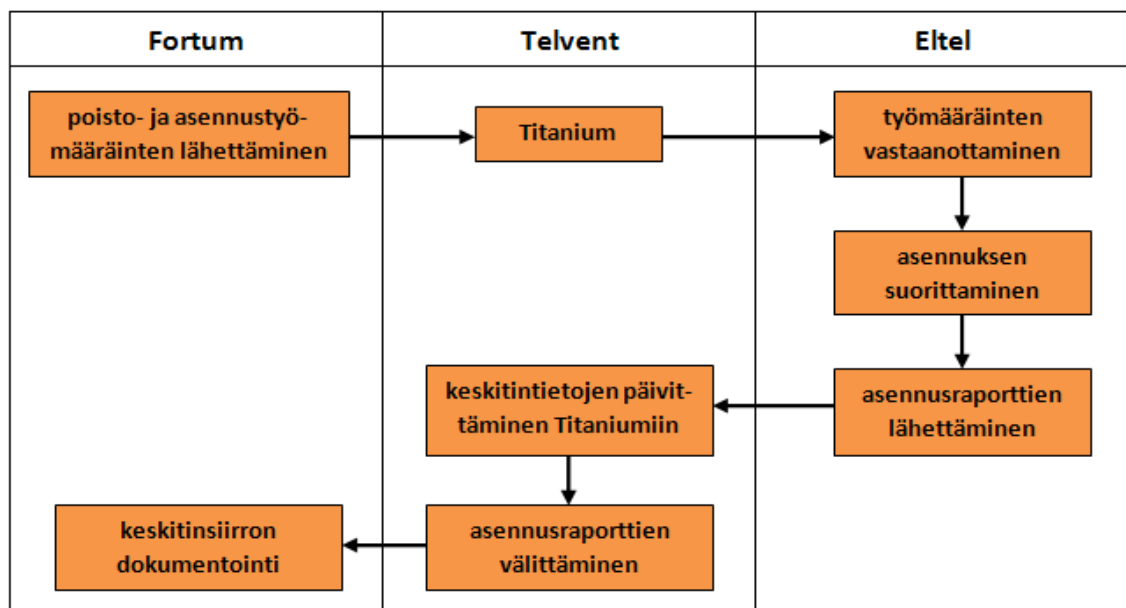 Fortum
Telvent
Eltel
poisto- ja asennustyö-
määräinten lähettäminen
Titanium
työmääräinten
vastaanottaminen
asennuksen
suorittaminen
asennusraporttien
lähettäminen
keskitintietojen päivit-
täminen Titaniumiin
asennusraporttien
välittäminen
keskitinsiirron
dokumentointi